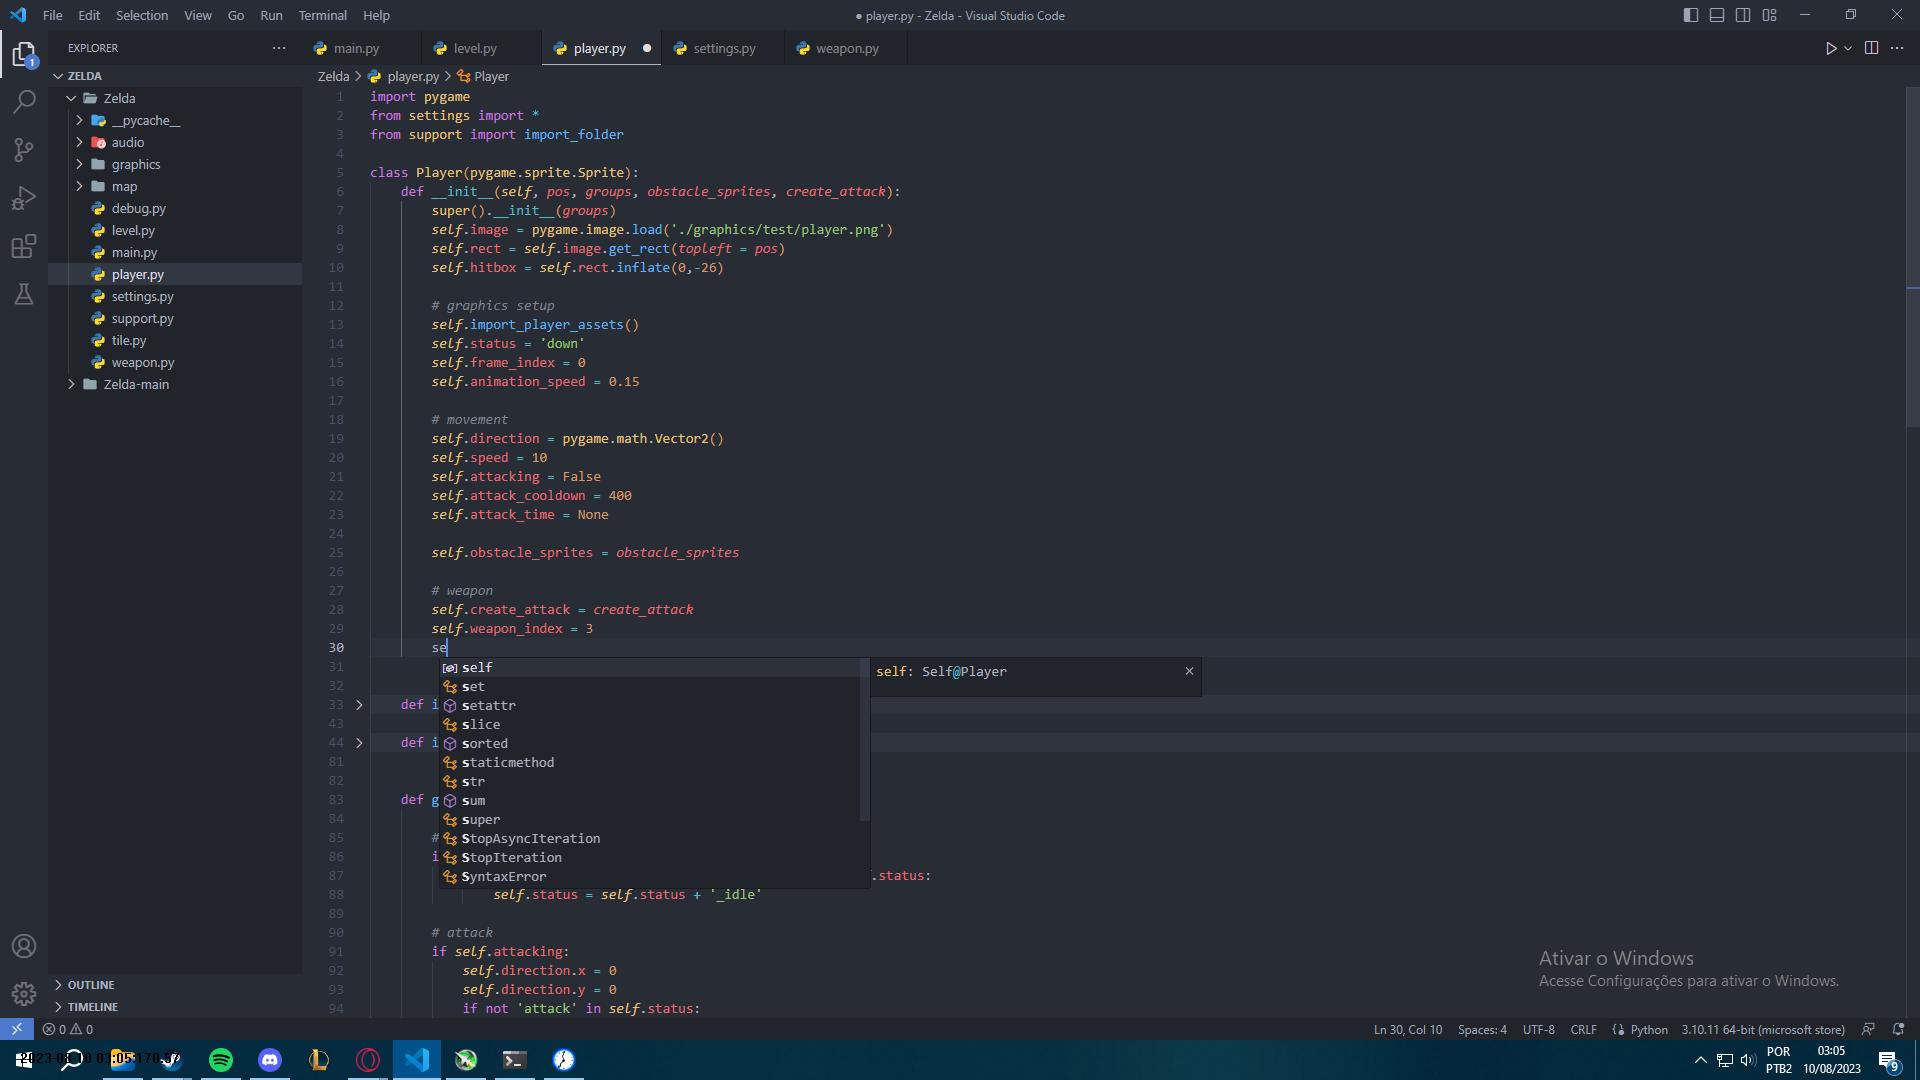 File Edit Selection View Go Run Terminal Help
● player.py - Zelda - Visual Studio Code
EXPLORER
main.py level.py player.py settings.py weapon.py
ZELDA
Zelda > player.py > Player
Zelda
__pycache__
audio
graphics
map
debug.py
level.py
main.py
player.py
settings.py
support.py
tile.py
weapon.py
Zelda-main
1 import pygame
2 from settings import *
3 from support import import_folder
4
5 class Player(pygame.sprite.Sprite):
6 def __init__(self, pos, groups, obstacle_sprites, create_attack):
7 super().__init__(groups)
8 self.image = pygame.image.load('./graphics/test/player.png')
9 self.rect = self.image.get_rect(topleft = pos)
10 self.hitbox = self.rect.inflate(0,-26)
11
12 # graphics setup
13 self.import_player_assets()
14 self.status = 'down'
15 self.frame_index = 0
16 self.animation_speed = 0.15
17
18 # movement
19 self.direction = pygame.math.Vector2()
20 self.speed = 10
21 self.attacking = False
22 self.attack_cooldown = 400
23 self.attack_time = None
24
25 self.obstacle_sprites = obstacle_sprites
26
27 # weapon
28 self.create_attack = create_attack
29 self.weapon_index = 3
30 se
31
32
33 def i
43
44 def i
81
82
83 def g
84
85 #
86 i
87 .status:
88 self.status = self.status + '_idle'
89
90 # attack
91 if self.attacking:
92 self.direction.x = 0
93 self.direction.y = 0
94 if not 'attack' in self.status:
self
set
setattr
slice
sorted
staticmethod
str
sum
super
StopAsyncIteration
StopIteration
SyntaxError
self: Self@Player
Ativar o Windows
Acesse Configurações para ativar o Windows.
OUTLINE
TIMELINE
0 0
Ln 30, Col 10 Spaces: 4 UTF-8 CRLF Python 3.10.11 64-bit (microsoft store)
POR
PTB2
03:05
10/08/2023
9
1